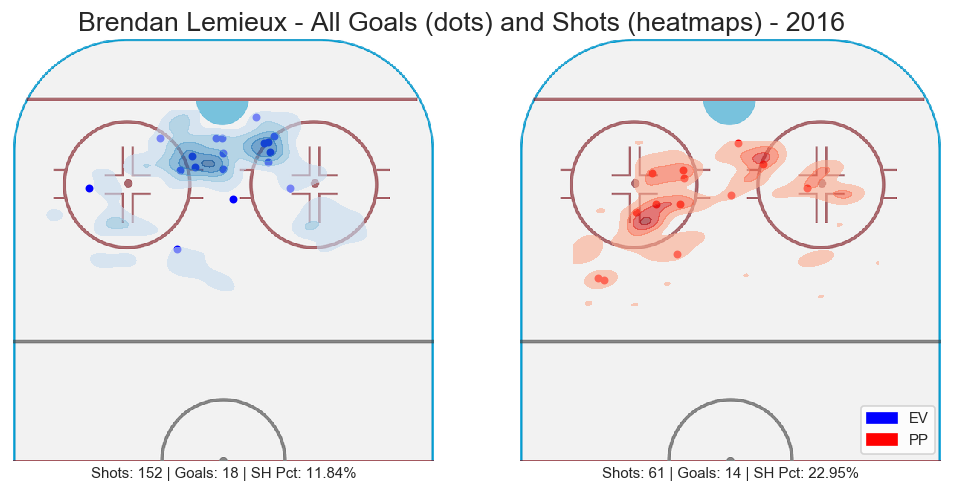 Brendan Lemieux - All Goals (dots) and Shots (heatmaps) - 2016
EV
PP
Shots: 152 | Goals: 18 | SH Pct: 11.84%
Shots: 61 | Goals: 14 | SH Pct: 22.95%